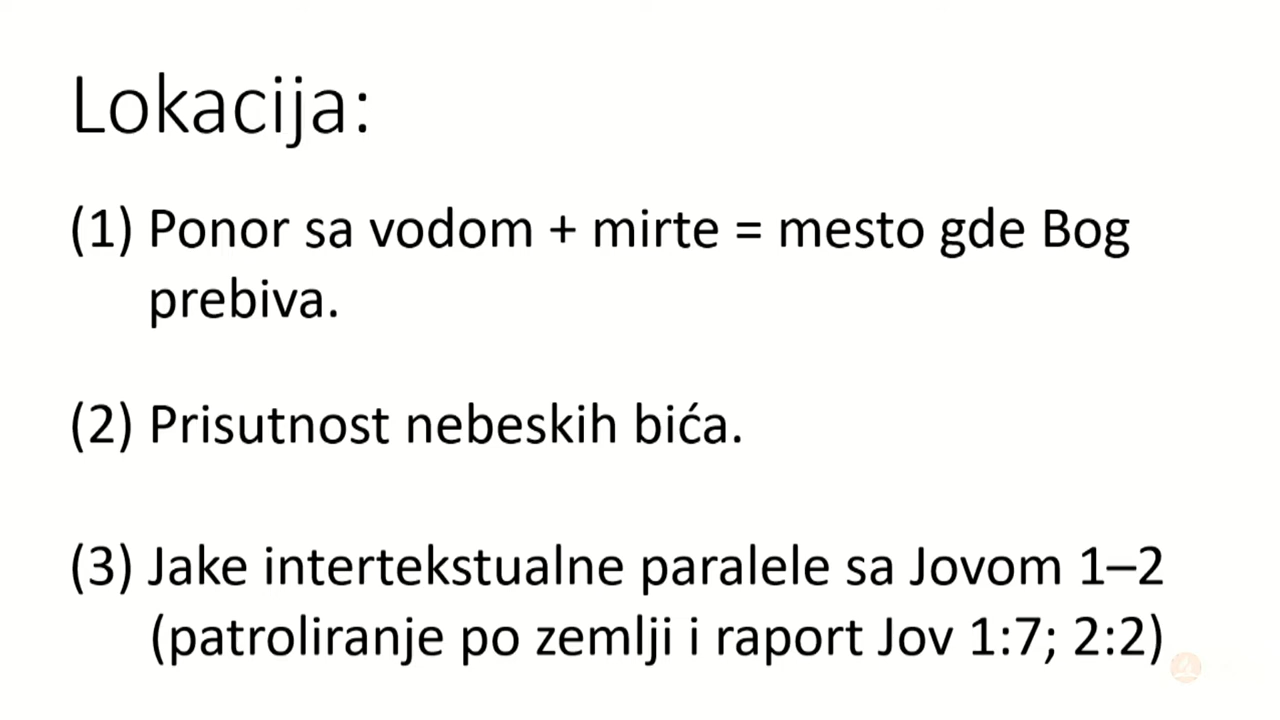 Lokacija:
(1) Ponor sa vodom + mirte = mesto gde Bog
prebiva.
(2) Prisutnost nebeskih bića.
(3) Jake intertekstualne paralele sa Jovom 1–2
(patroliranje po zemlji i raport Jov 1:7; 2:2)